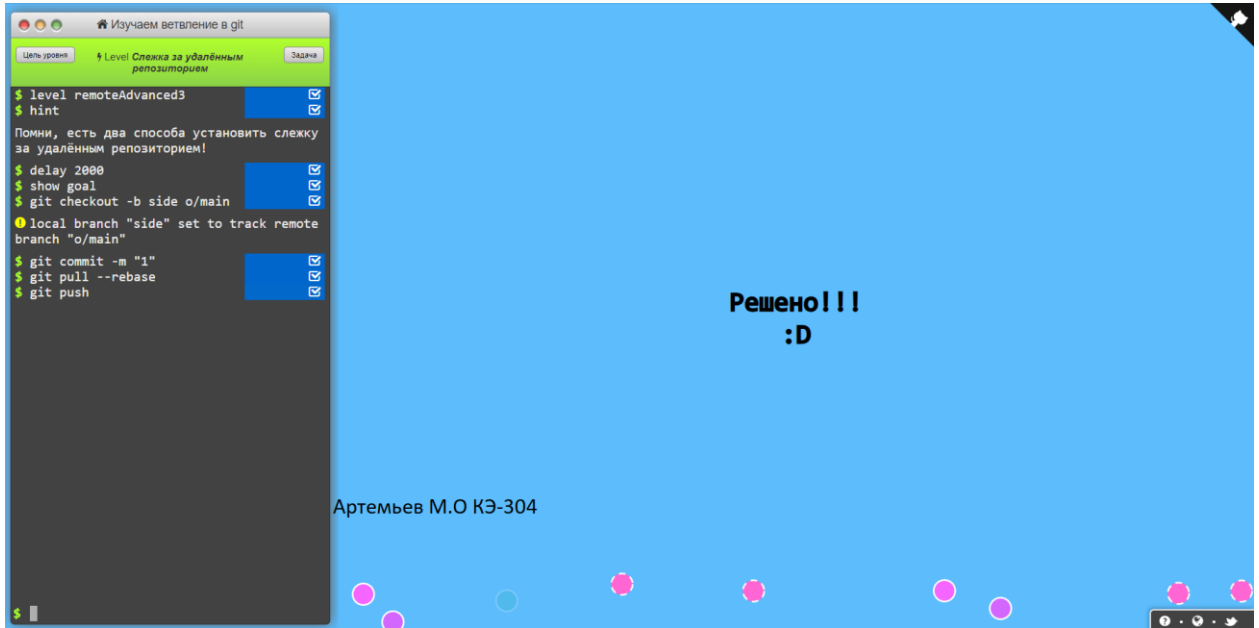 Изучаем ветвление в git
Цель уровня
Level Слежка за удалённым
репозиторием
Задача
$ level remoteAdvanced3
$ hint
Помни, есть два способа установить слежку
за удалённым репозиторием!
$ delay 2000
$ show goal
$ git checkout -b side o/main
local branch "side" set to track remote
branch "o/main"
$ git commit -m "1"
$ git pull --rebase
$ git push
$
Решено!!!
:D
Артемьев М.О КЭ-304